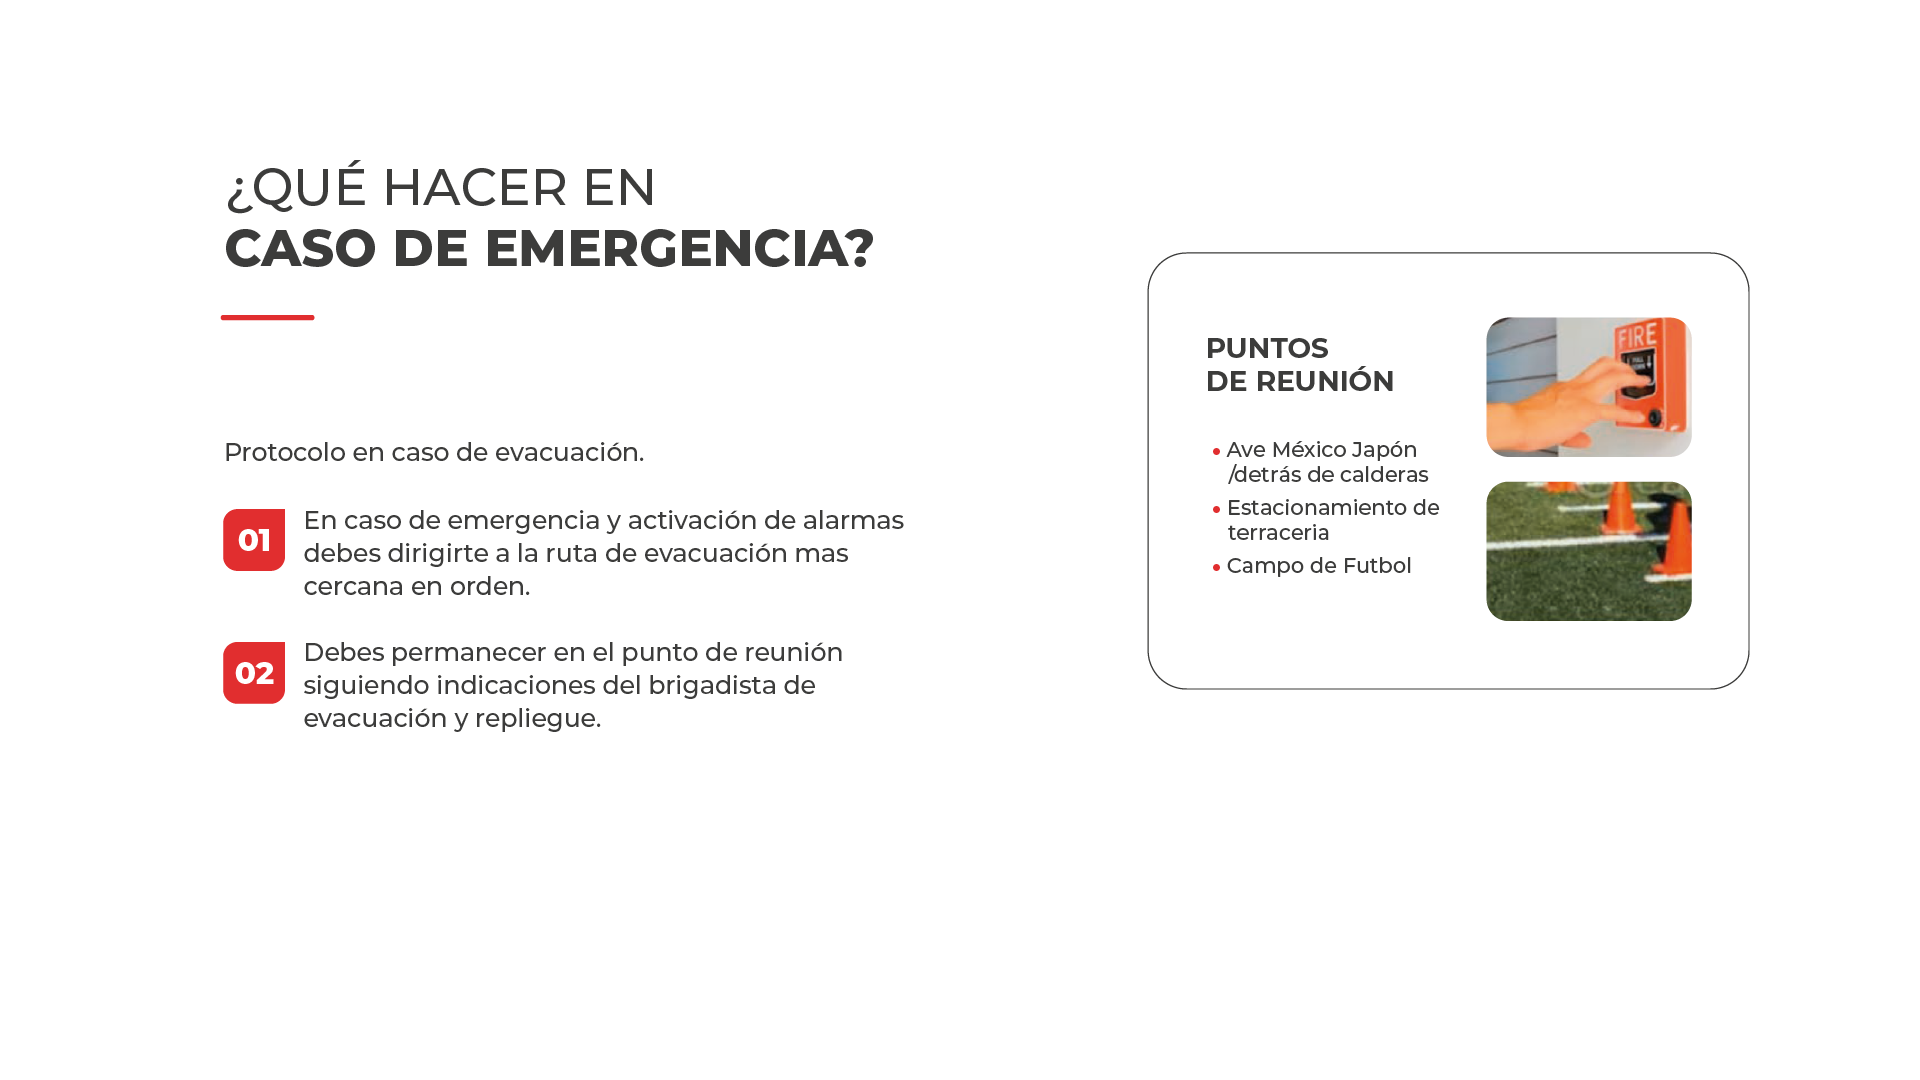 ¿QUÉ HACER EN
CASO DE EMERGENCIA?
Protocolo en caso de evacuación.
01
En caso de emergencia y activación de alarmas
debes dirigirte a la ruta de evacuación mas
cercana en orden.
02
Debes permanecer en el punto de reunión
siguiendo indicaciones del brigadista de
evacuación y repliegue.
PUNTOS
DE REUNIÓN
• Ave México Japón
/detrás de calderas
• Estacionamiento de
terraceria
• Campo de Futbol
FIRE